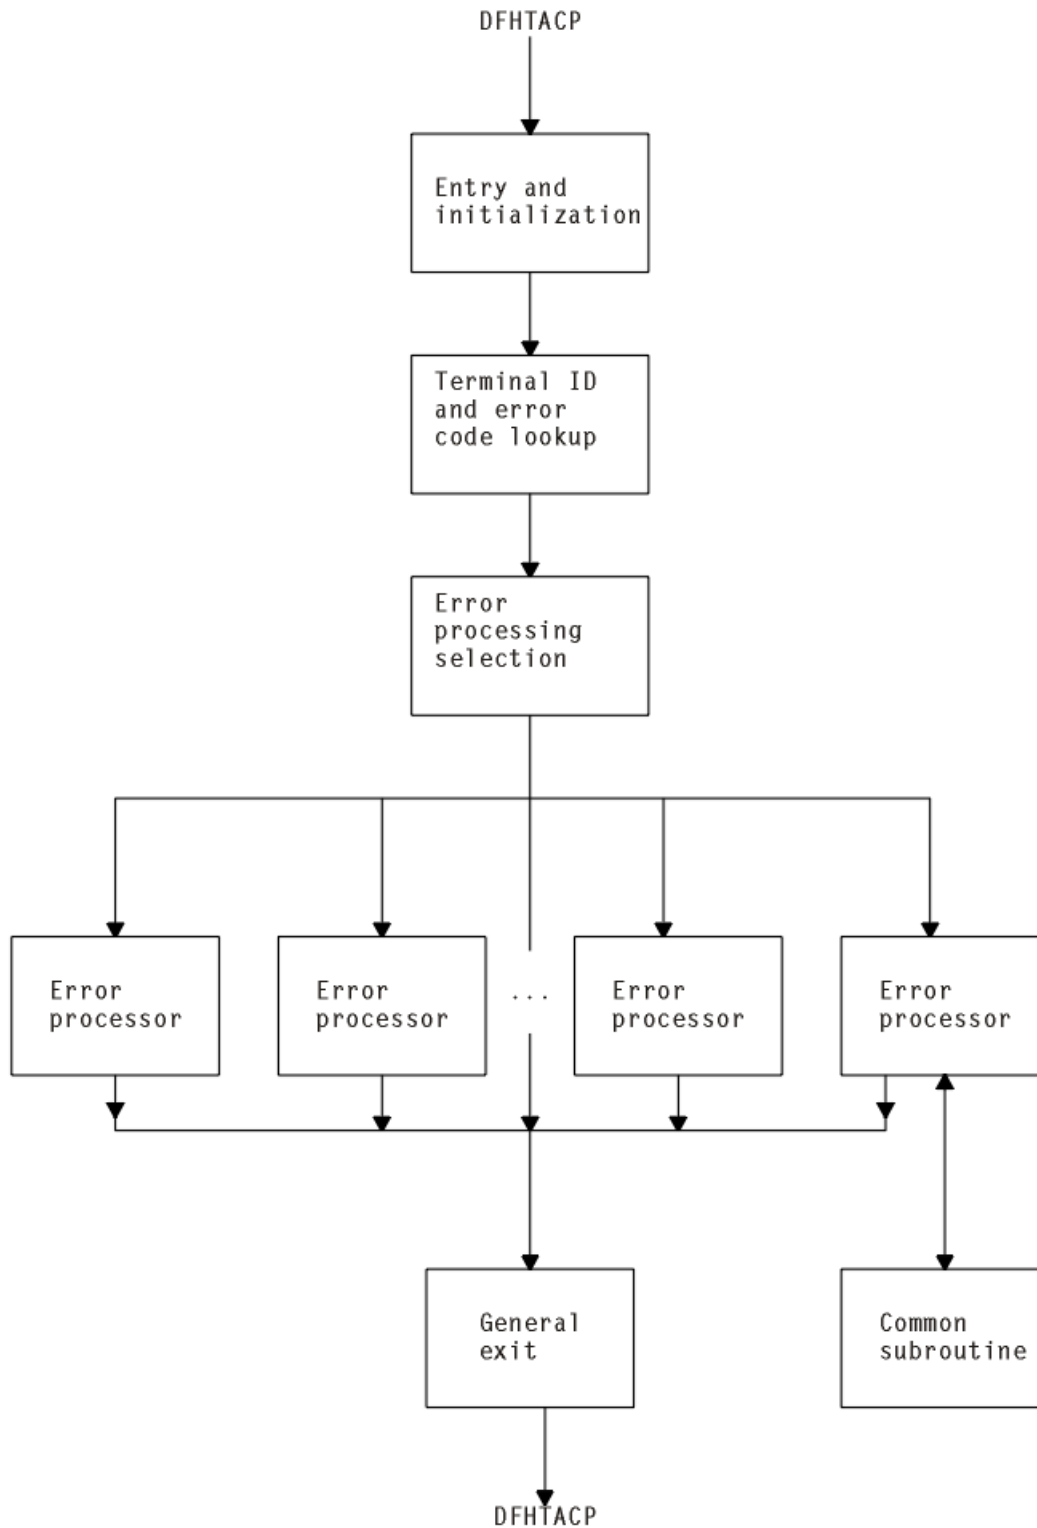 DFHTACP
Entry and
initialization
Terminal ID
and error
code lookup
Error
processing
selection
Error
processor
Error
processor
...
Error
processor
Error
processor
General
exit
Common
subroutine
DFHTACP